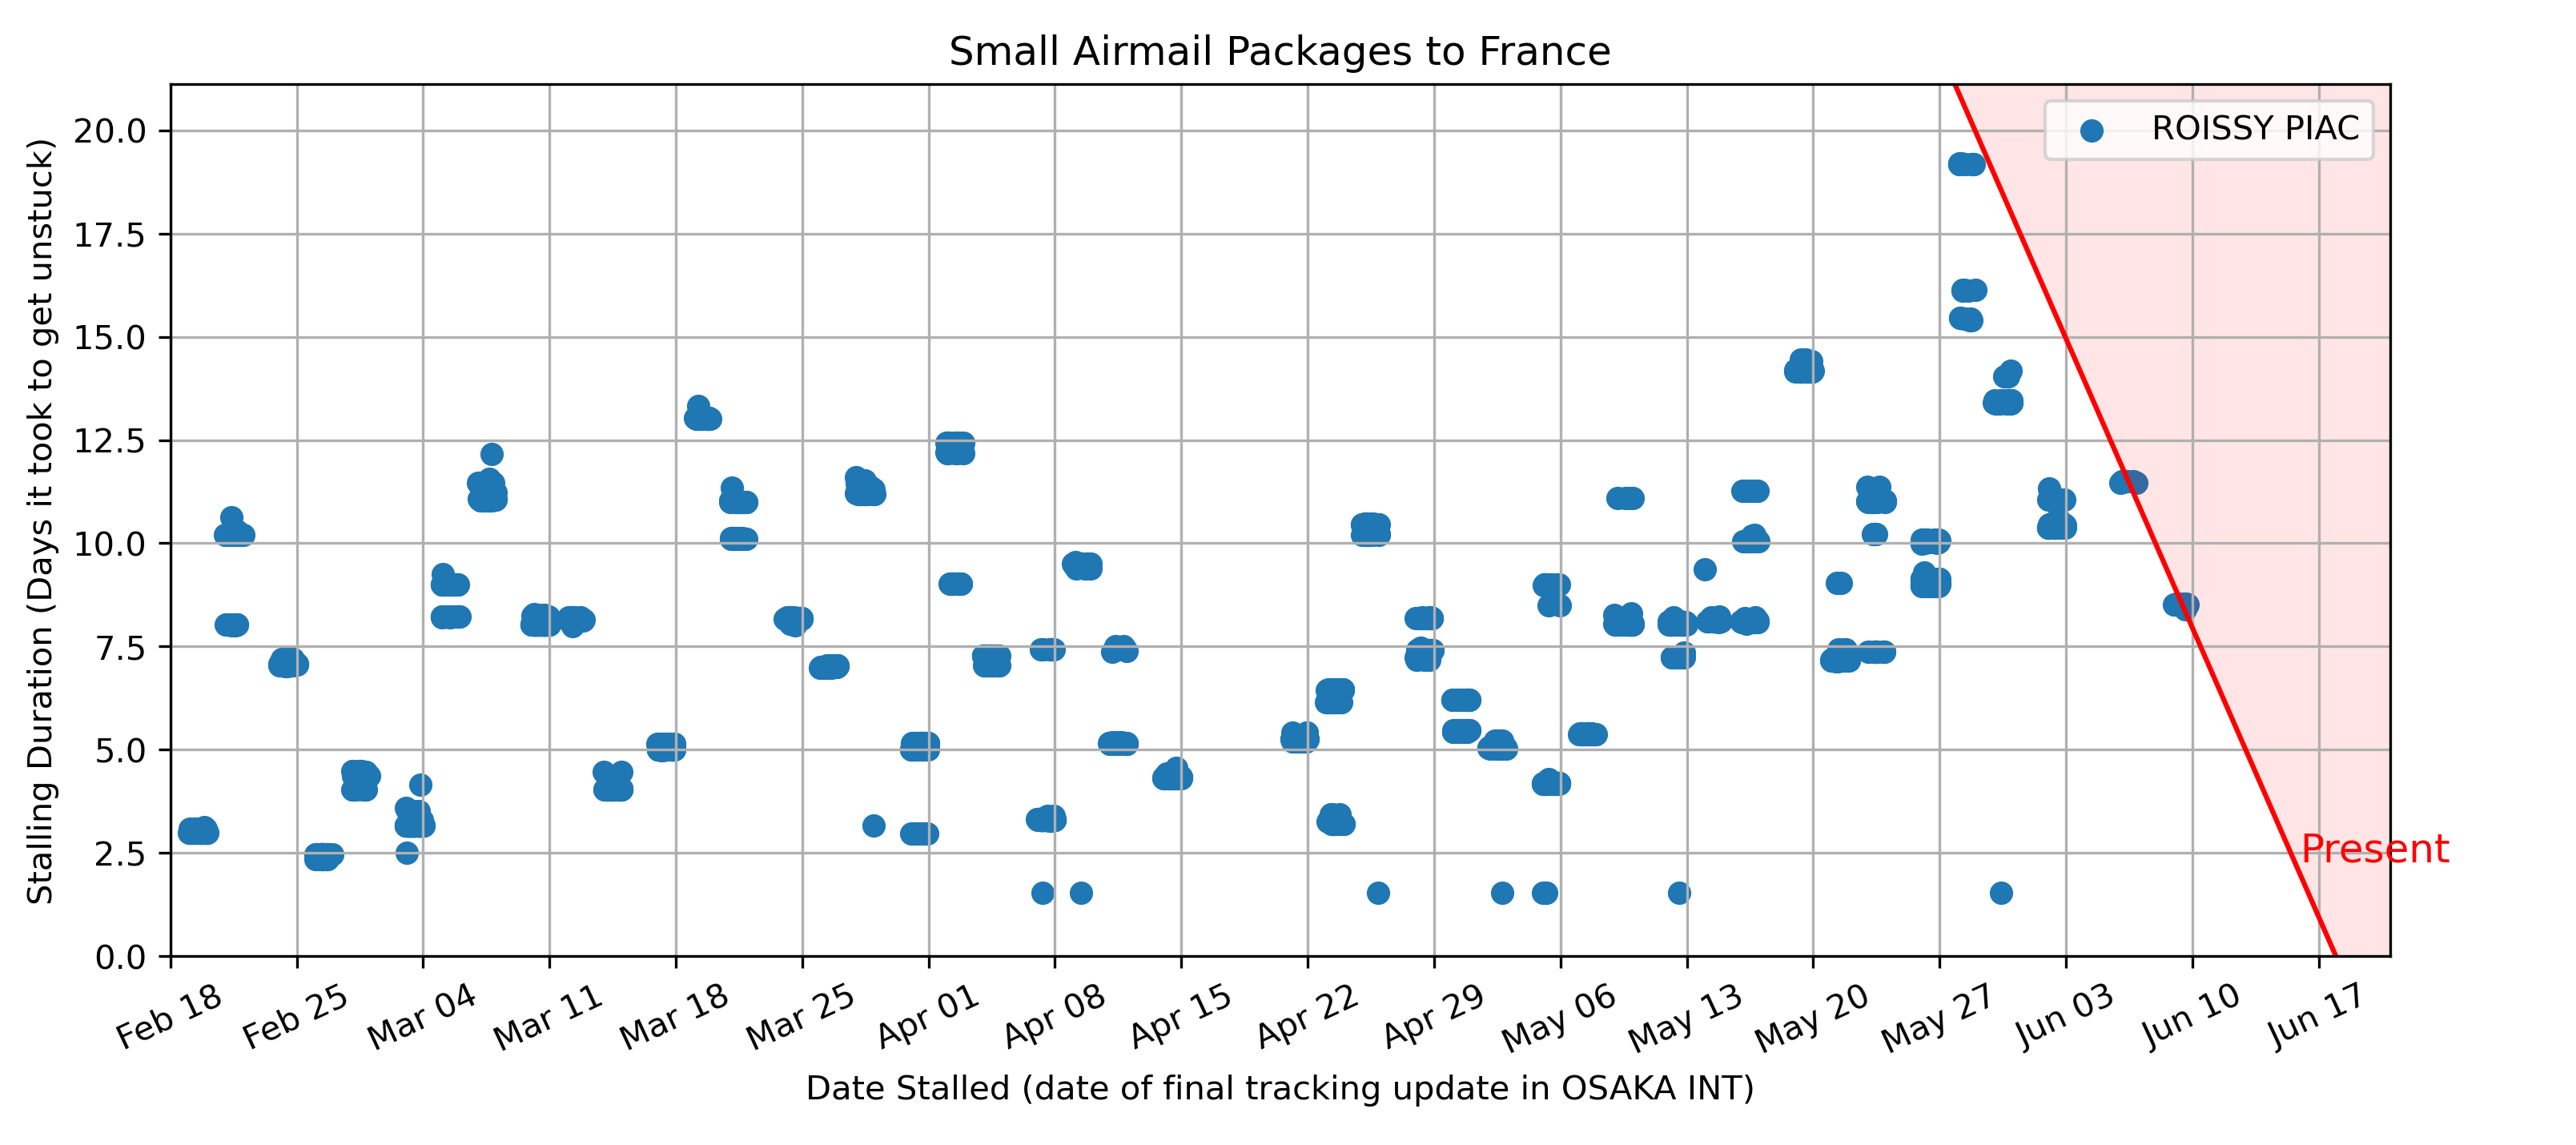 Small Airmail Packages to France
ROISSY PIAC
Stalling Duration (Days it took to get unstuck)
20.0
17.5
15.0
12.5
10.0
7.5
5.0
2.5
0.0
Present
Feb 18 Feb 25 Mar 04 Mar 11 Mar 18 Mar 25 Apr 01 Apr 08 Apr 15 Apr 22 Apr 29 May 06 May 13 May 20 May 27 Jun 03 Jun 10 Jun 17
Date Stalled (date of final tracking update in OSAKA INT)